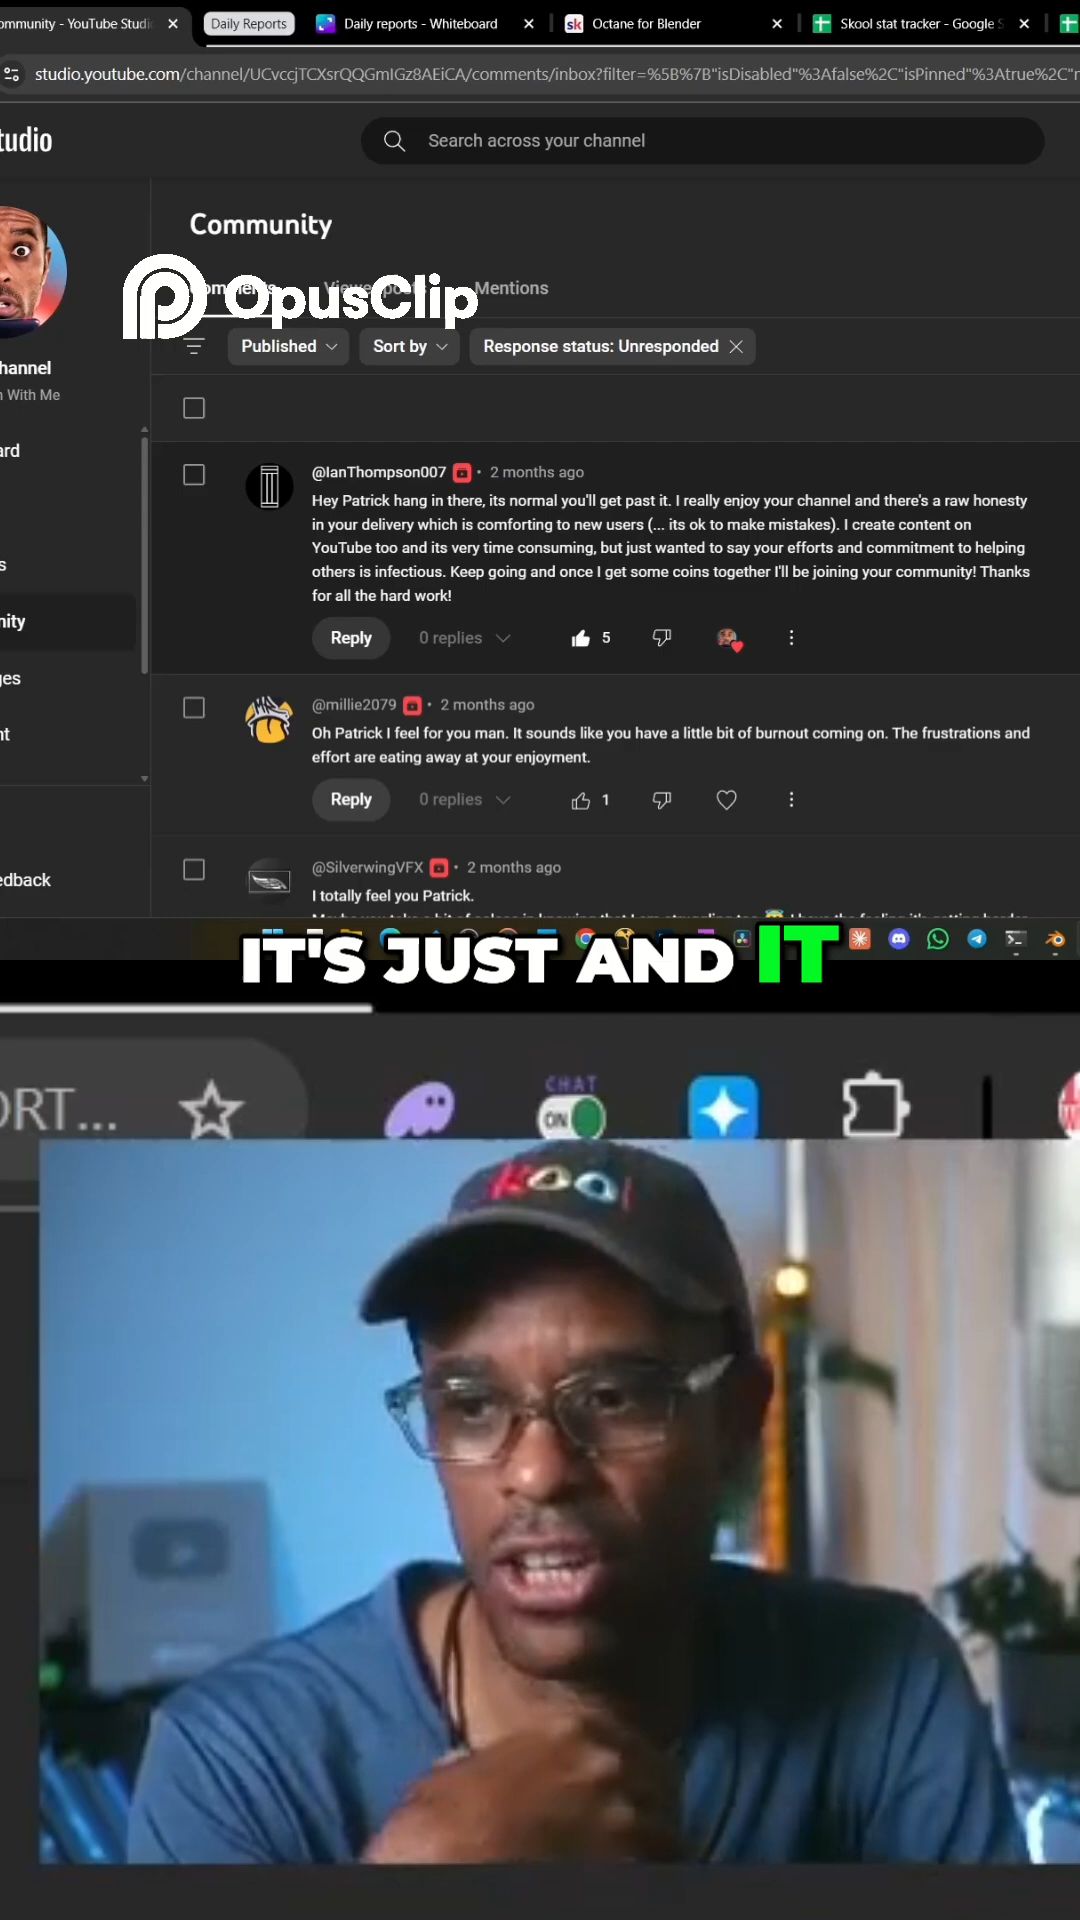 ommunity - YouTube Studi
Daily Reports
Daily reports - Whiteboard
sk
Octane for Blender
Skool stat tracker - Google S
studio.youtube.com/channel/UCvccjTCXsrQQGmIGz8AEiCA/comments/inbox?filter=%5B%7B"isDisabled"%3Afalse%2C"isPinned"%3Atrue%2C"r
tudio
Search across your channel
Community
OpusClip
Mentions
hannel
n With Me
Published
Sort by
Response status: Unresponded
ard
s
nity
ges
nt
edback
@IanThompson007 • 2 months ago
Hey Patrick hang in there, its normal you'll get past it. I really enjoy your channel and there's a raw honesty
in your delivery which is comforting to new users (... its ok to make mistakes). I create content on
YouTube too and its very time consuming, but just wanted to say your efforts and commitment to helping
others is infectious. Keep going and once I get some coins together I'll be joining your community! Thanks
for all the hard work!
Reply
0 replies
5
@millie2079 • 2 months ago
Oh Patrick I feel for you man. It sounds like you have a little bit of burnout coming on. The frustrations and
effort are eating away at your enjoyment.
Reply
0 replies
1
@SilverwingVFX • 2 months ago
I totally feel you Patrick.
IT'S JUST AND IT
ORT...
CHAT
ON